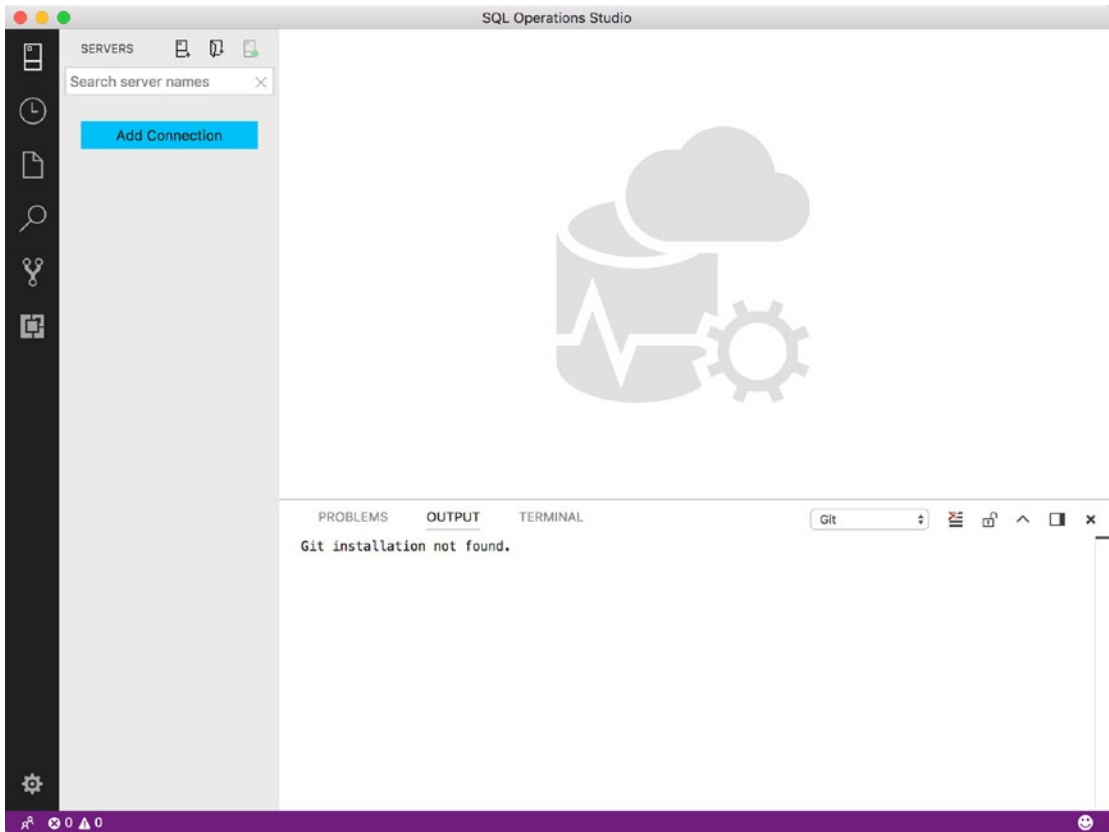 SQL Operations Studio
SERVERS
Search server names
Add Connection
PROBLEMS OUTPUT TERMINAL Git
Git installation not found.
0 0